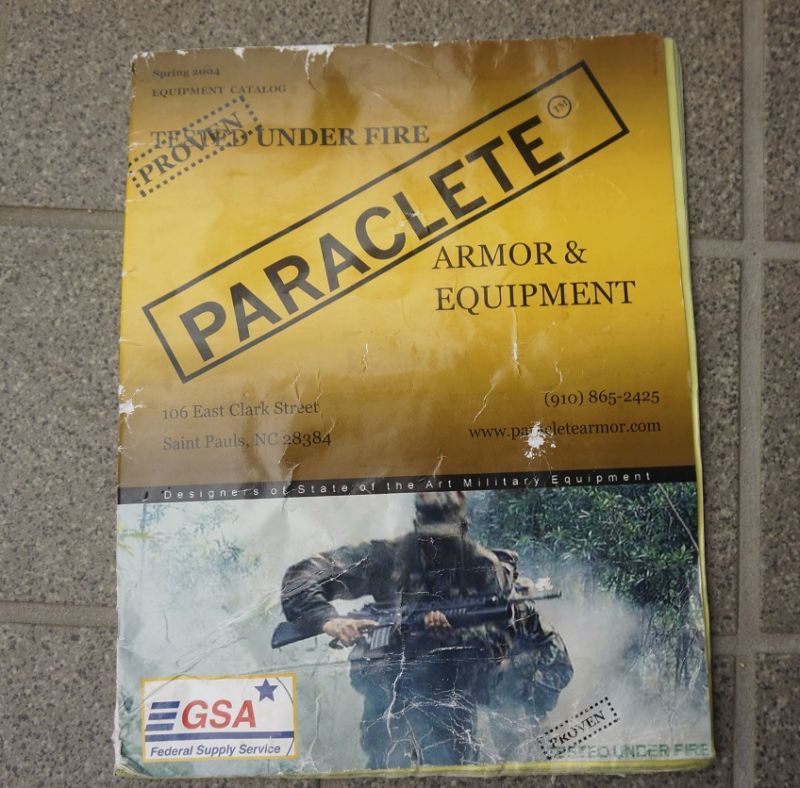 Spring 2004
EQUIPMENT CATALOG
TESTED UNDER FIRE
PROVEN
PARACLETE TM
ARMOR &
EQUIPMENT
106 East Clark Street
Saint Pauls, NC 28384
(910) 865-2425
www.paracletearmor.com
Designers of State of the Art Military Equipment
GSA
Federal Supply Service
PROVEN
TESTED UNDER FIRE